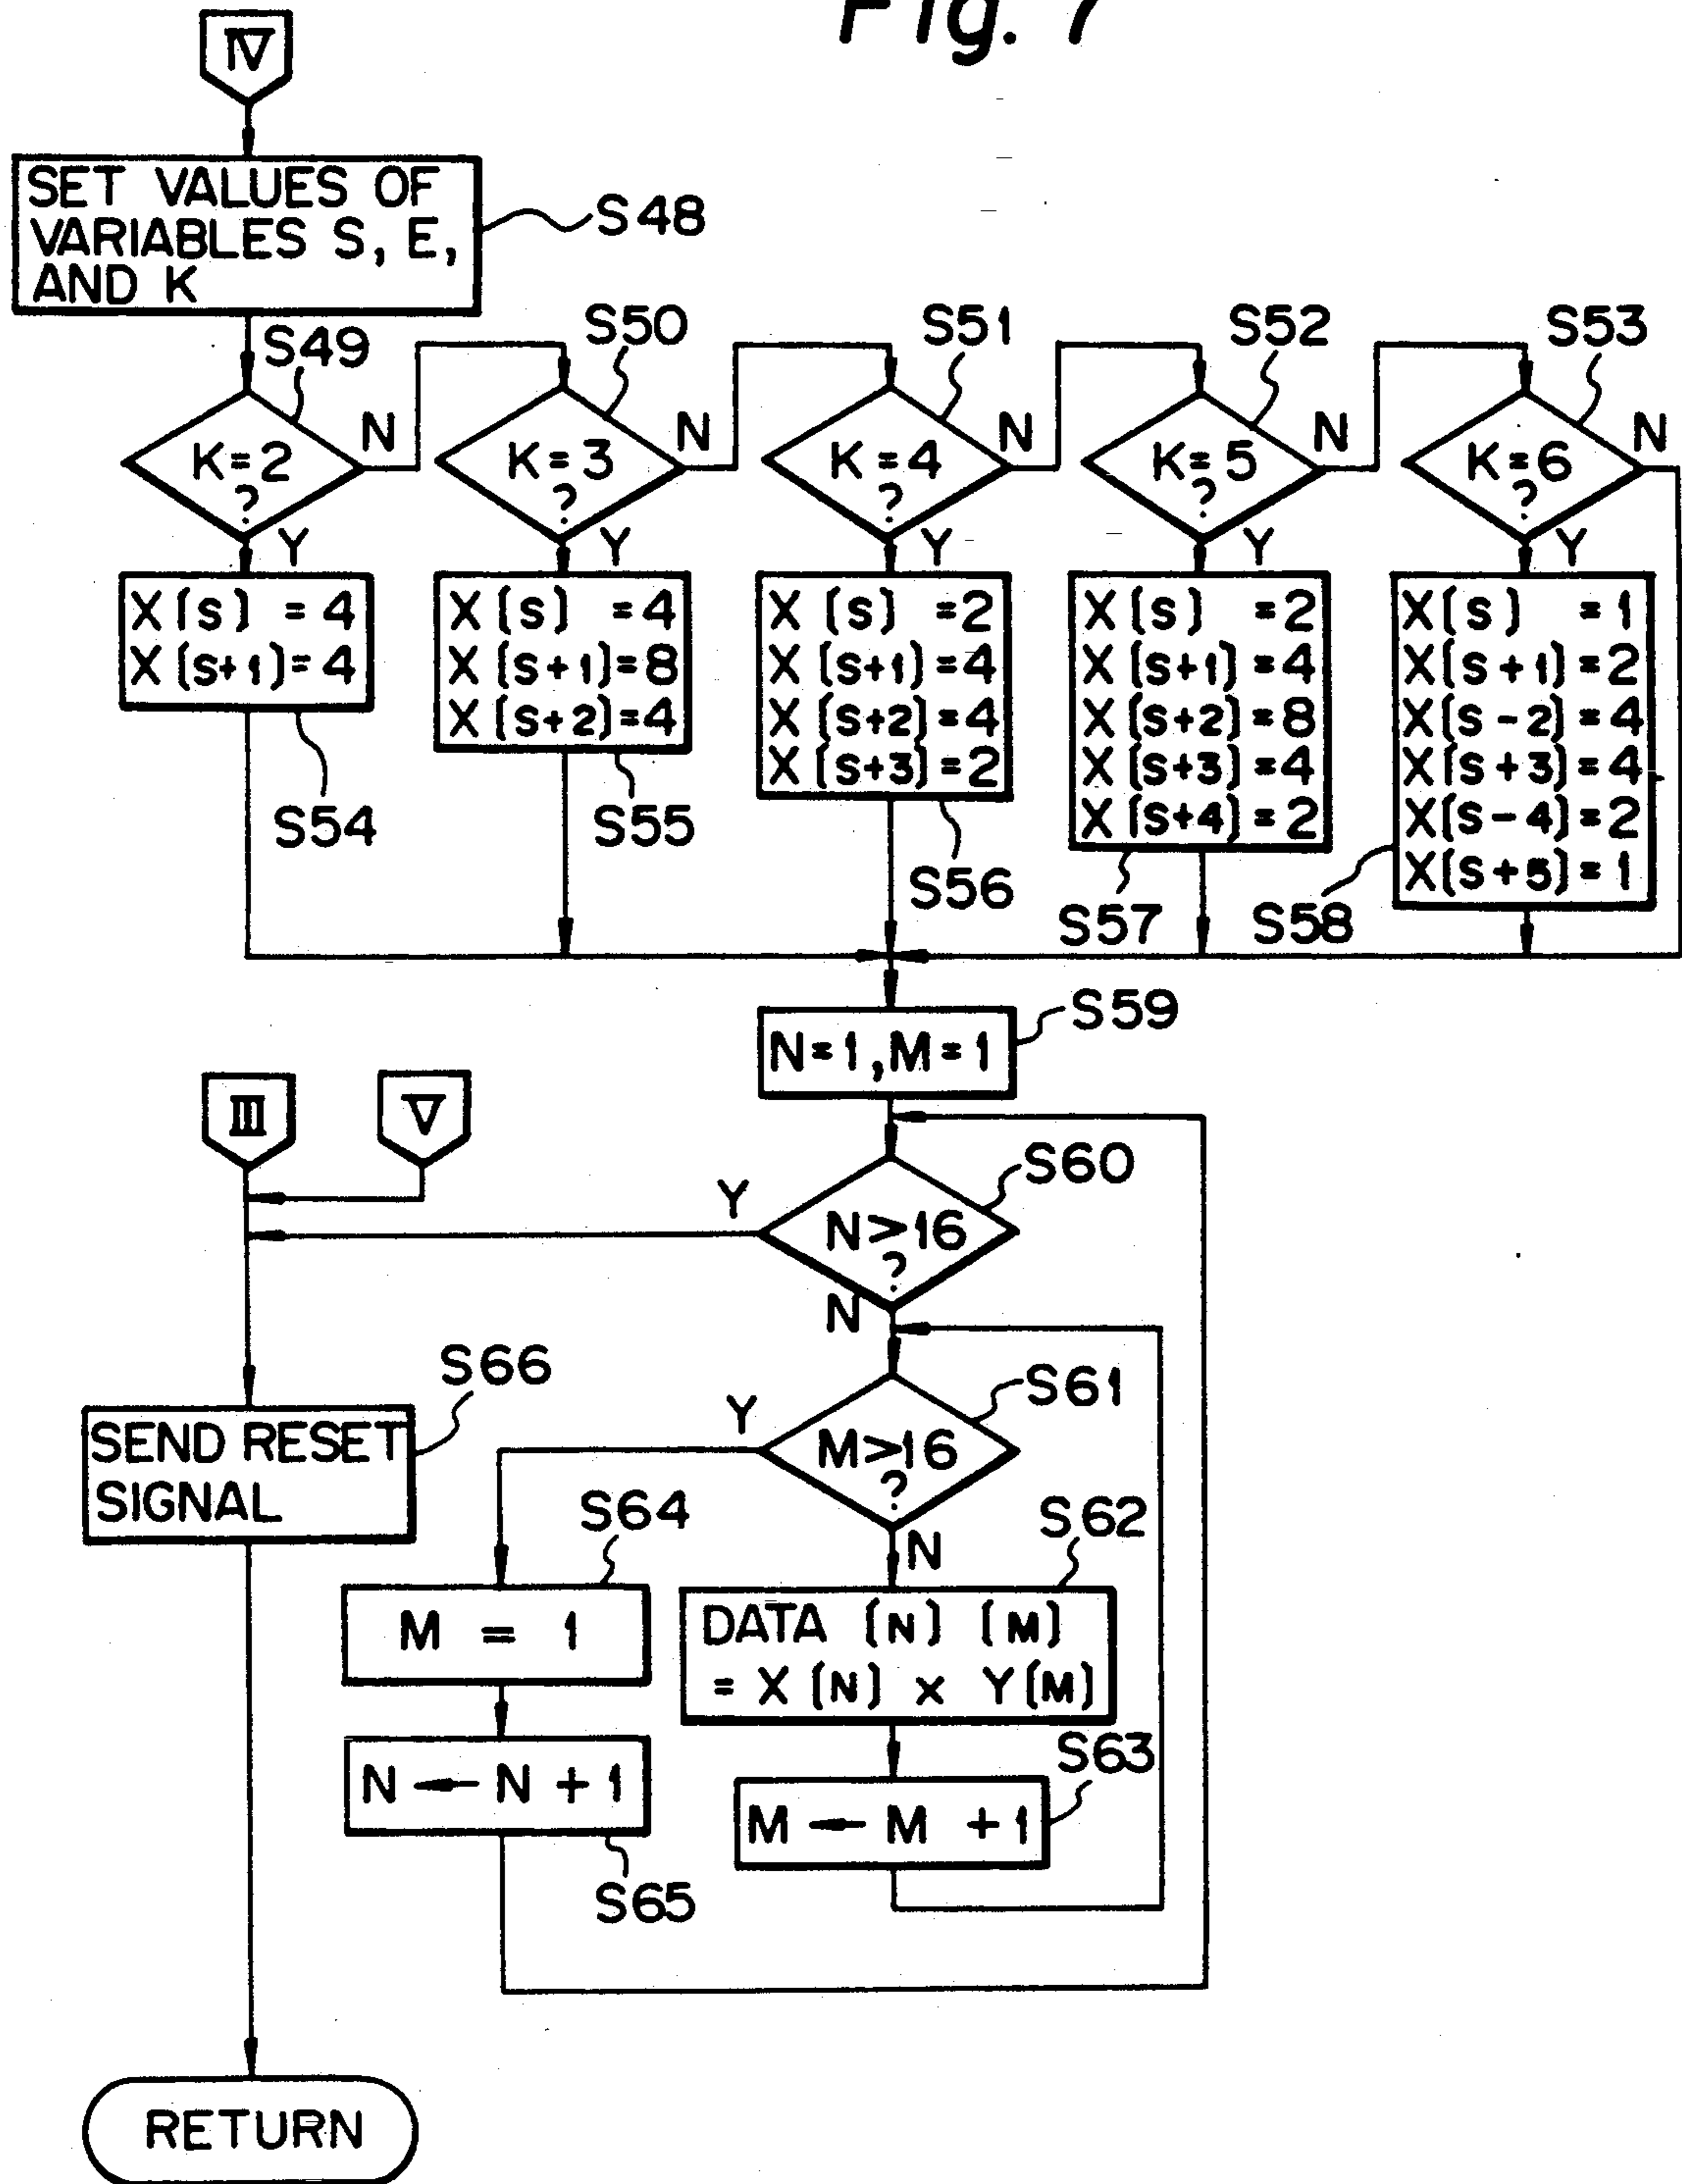 Fig. 7
IV
SET VALUES OF
VARIABLES S, E,
AND K
S48
S49
S50
S51
S52
S53
K=2
?
N
Y
K=3
?
N
Y
K=4
?
N
Y
K=5
?
N
Y
K=6
?
N
Y
X(S) =4
X(S+1)=4
S54
X(S) =4
X(S+1)=8
X(S+2)=4
S55
X(S) =2
X(S+1)=4
X(S+2)=4
X(S+3)=2
S56
X(S) =2
X(S+1)=4
X(S+2)=8
X(S+3)=4
X(S+4)=2
S57
X(S) =1
X(S+1)=2
X(S-2)=4
X(S+3)=4
X(S-4)=2
X(S+5)=1
S58
N=1,M=1
S59
III
V
S60
Y
N>16
?
N
S66
SEND RESET
SIGNAL
S61
Y
M>16
?
N
S64
M = 1
S62
DATA (N) (M)
= X(N) x Y(M)
N ← N + 1
S65
S63
M ← M + 1
RETURN